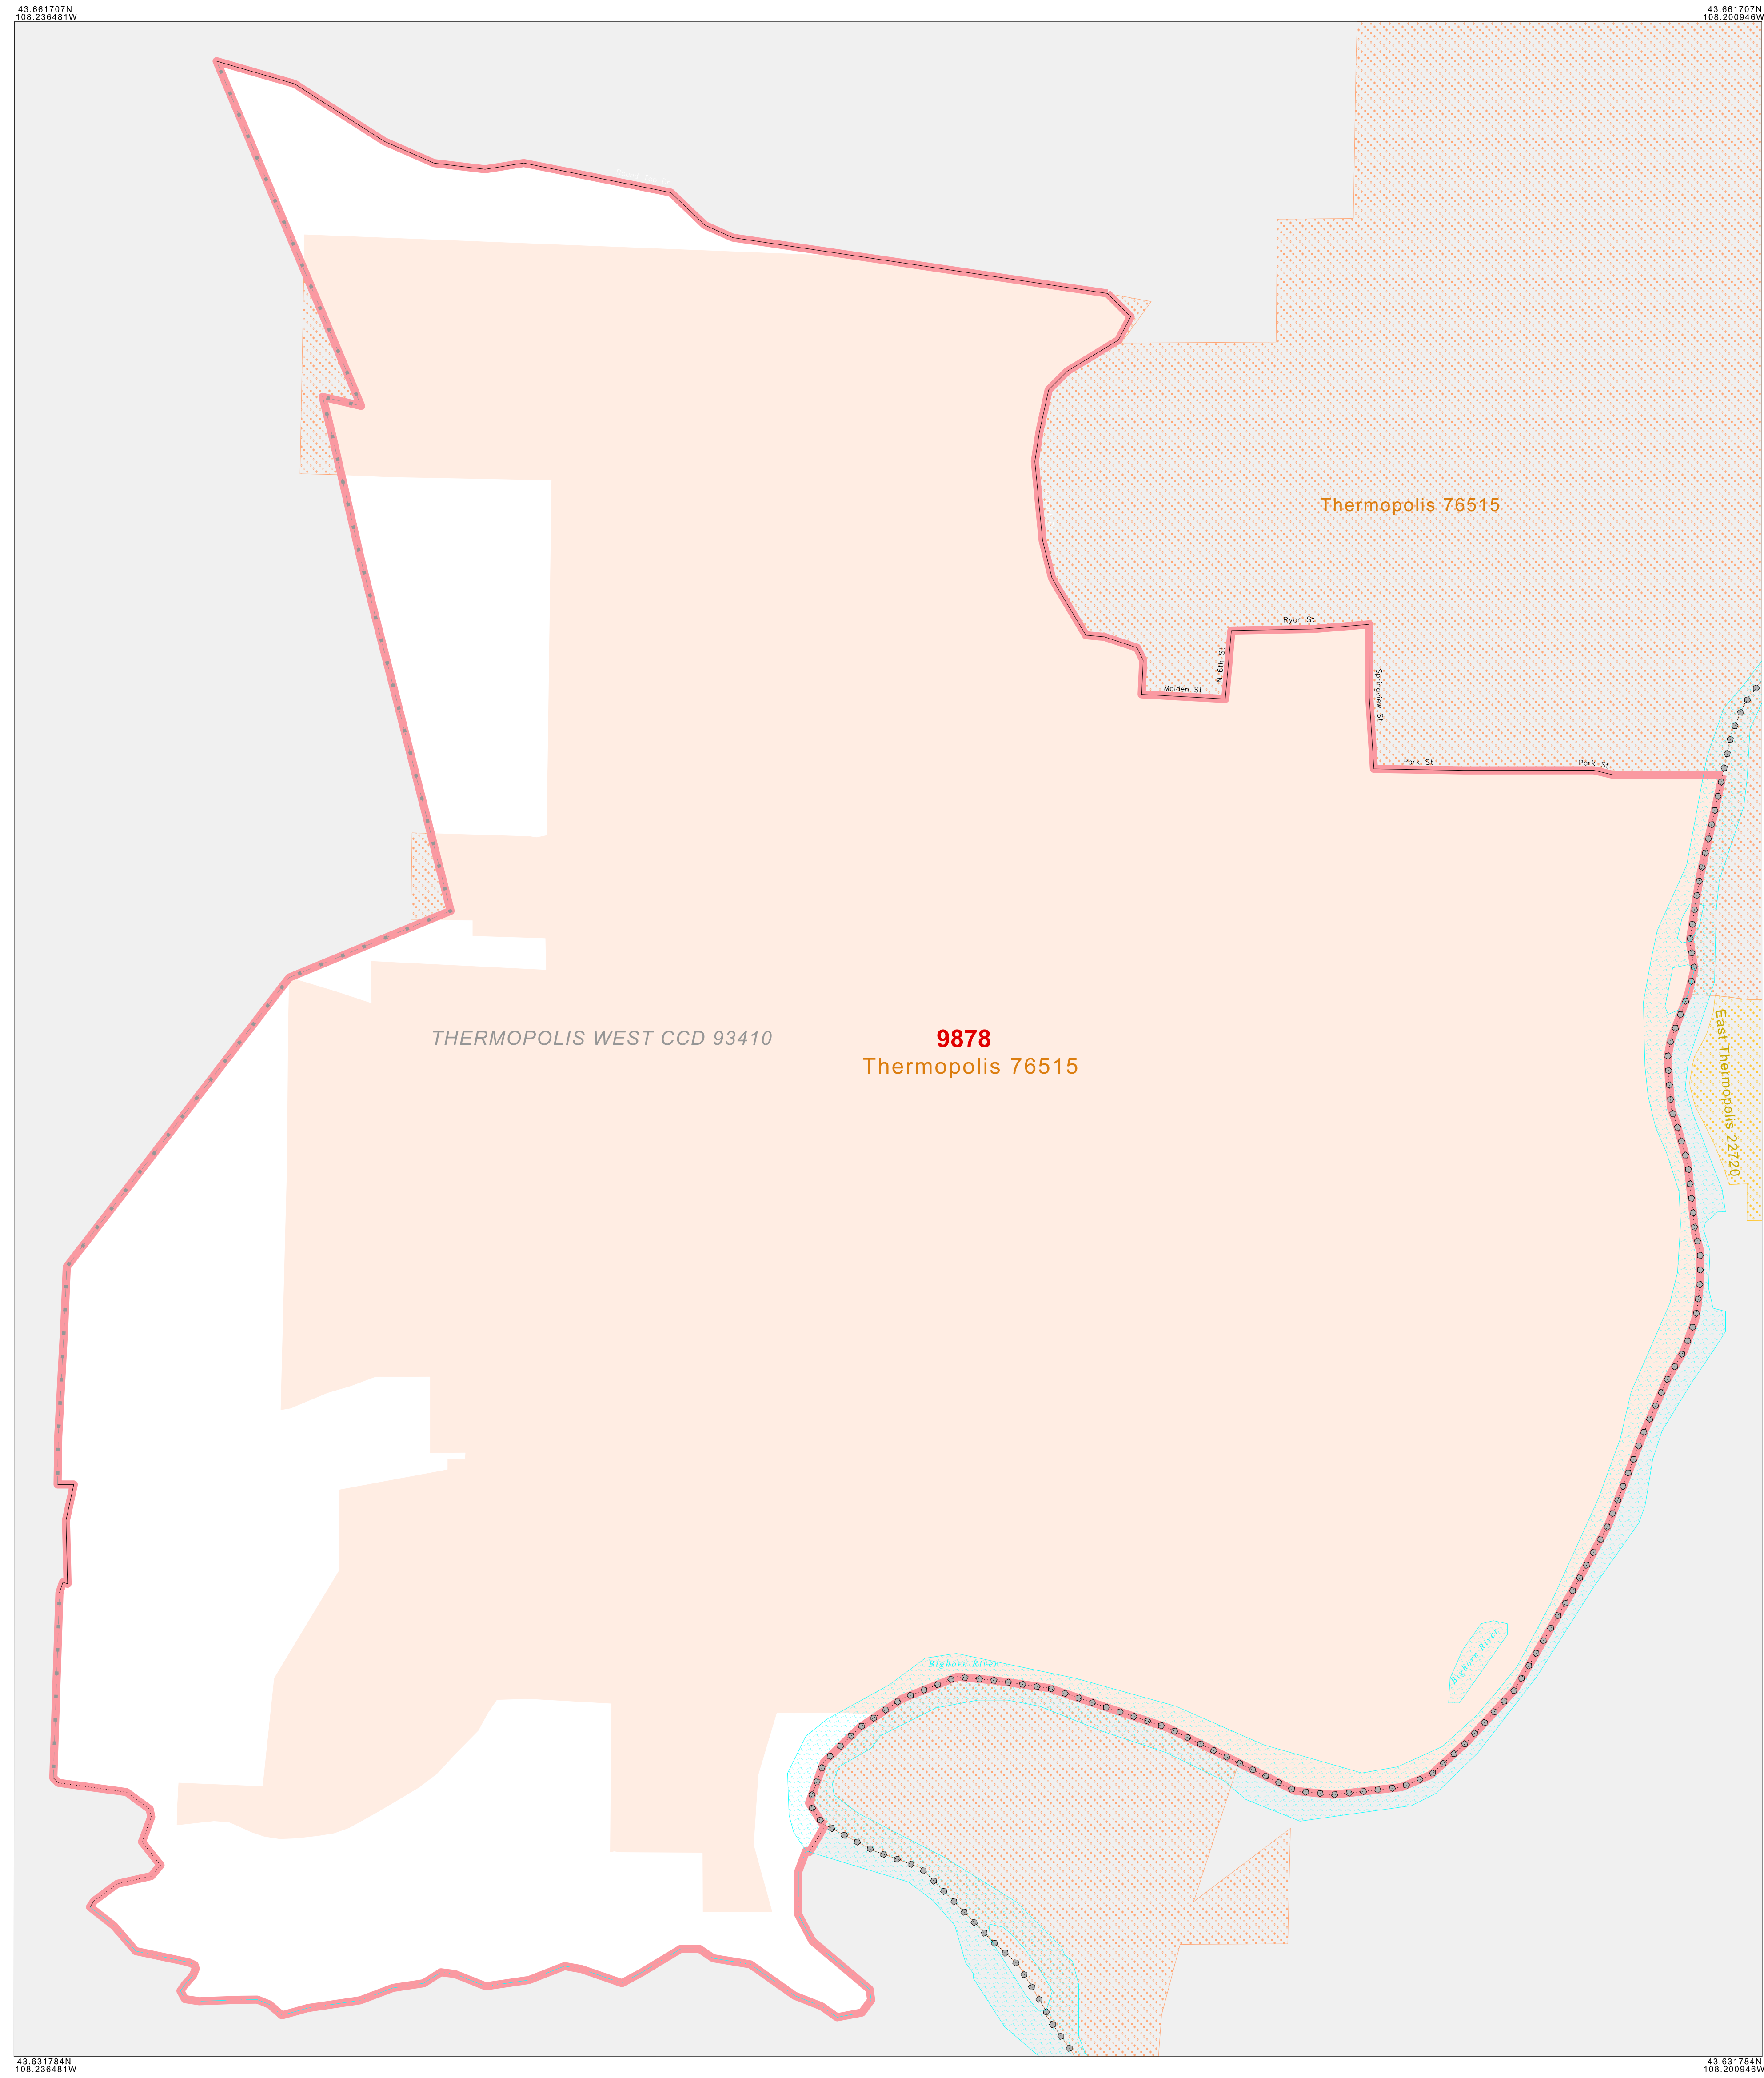 43.661707N
108.236481W
43.661707N
108.200946W
Thermopolis 76515
Ryan St
N 9th St
Maiden St
Springview St
Park St
Park St
East Thermopolis 22720
THERMOPOLIS WEST CCD 93410
9878
Thermopolis 76515
Bighorn River
Bighorn River
43.631784N
108.236481W
43.631784N
108.200946W